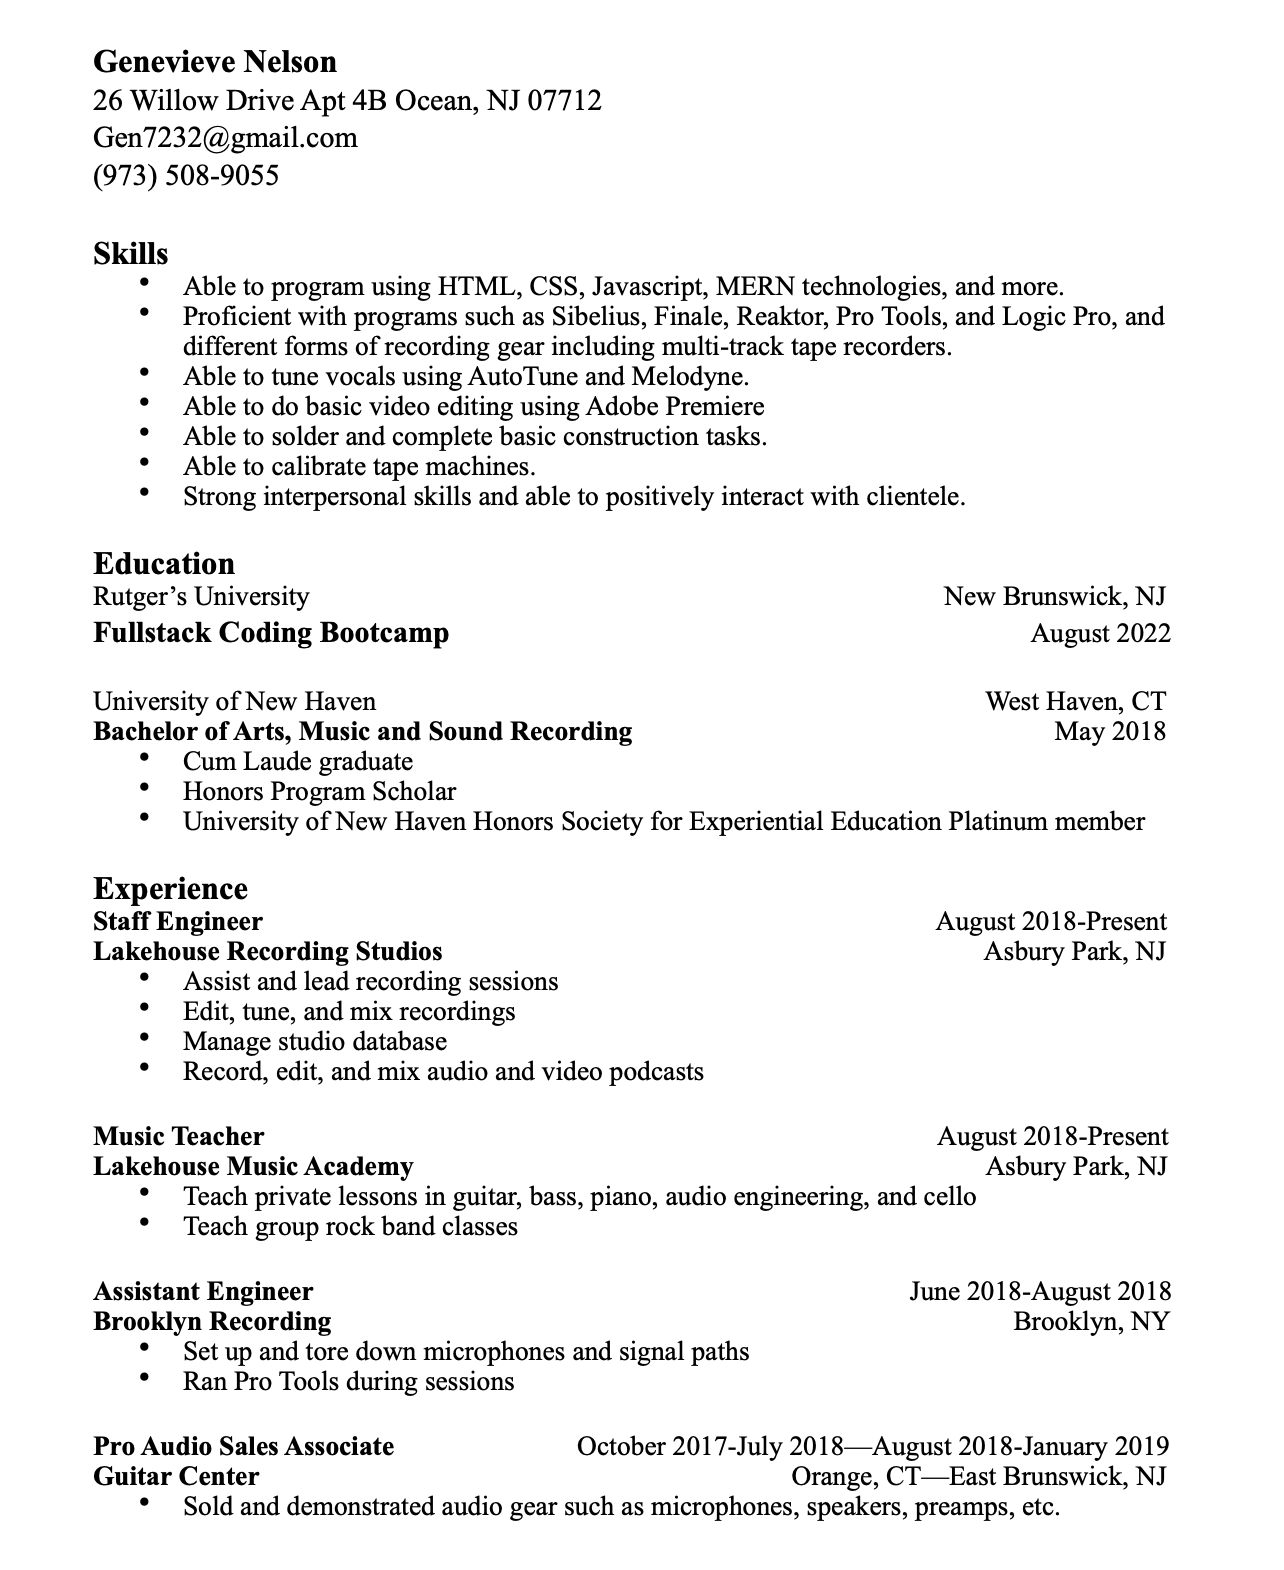 Genevieve Nelson
26 Willow Drive Apt 4B Ocean, NJ 07712
Gen7232@gmail.com
(973) 508-9055
Skills
• Able to program using HTML, CSS, Javascript, MERN technologies, and more.
• Proficient with programs such as Sibelius, Finale, Reaktor, Pro Tools, and Logic Pro, and
different forms of recording gear including multi-track tape recorders.
• Able to tune vocals using AutoTune and Melodyne.
• Able to do basic video editing using Adobe Premiere
• Able to solder and complete basic construction tasks.
• Able to calibrate tape machines.
• Strong interpersonal skills and able to positively interact with clientele.
Education
Rutger’s University New Brunswick, NJ
Fullstack Coding Bootcamp August 2022
University of New Haven West Haven, CT
Bachelor of Arts, Music and Sound Recording May 2018
• Cum Laude graduate
• Honors Program Scholar
• University of New Haven Honors Society for Experiential Education Platinum member
Experience
Staff Engineer August 2018-Present
Lakehouse Recording Studios Asbury Park, NJ
• Assist and lead recording sessions
• Edit, tune, and mix recordings
• Manage studio database
• Record, edit, and mix audio and video podcasts
Music Teacher August 2018-Present
Lakehouse Music Academy Asbury Park, NJ
• Teach private lessons in guitar, bass, piano, audio engineering, and cello
• Teach group rock band classes
Assistant Engineer June 2018-August 2018
Brooklyn Recording Brooklyn, NY
• Set up and tore down microphones and signal paths
• Ran Pro Tools during sessions
Pro Audio Sales Associate October 2017-July 2018—August 2018-January 2019
Guitar Center Orange, CT—East Brunswick, NJ
• Sold and demonstrated audio gear such as microphones, speakers, preamps, etc.